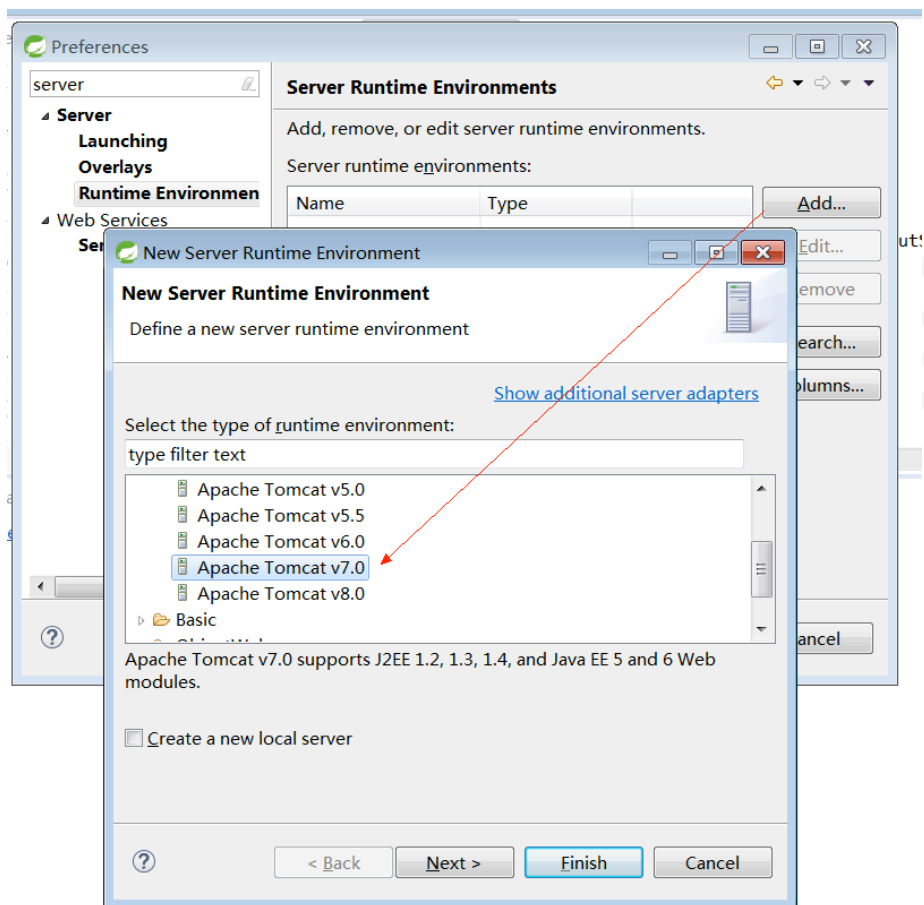 Preferences
server
Server Runtime Environments
Server
Launching
Overlays
Runtime Environmen
Web Services
Ser
Add, remove, or edit server runtime environments.
Server runtime environments:
Name Type
Add...
Edit...
emove
earch...
olumns...
ancel
New Server Runtime Environment
New Server Runtime Environment
Define a new server runtime environment
Show additional server adapters
Select the type of runtime environment:
type filter text
Apache Tomcat v5.0
Apache Tomcat v5.5
Apache Tomcat v6.0
Apache Tomcat v7.0
Apache Tomcat v8.0
Basic
Apache Tomcat v7.0 supports J2EE 1.2, 1.3, 1.4, and Java EE 5 and 6 Web
modules.
Create a new local server
< Back Next > Finish Cancel